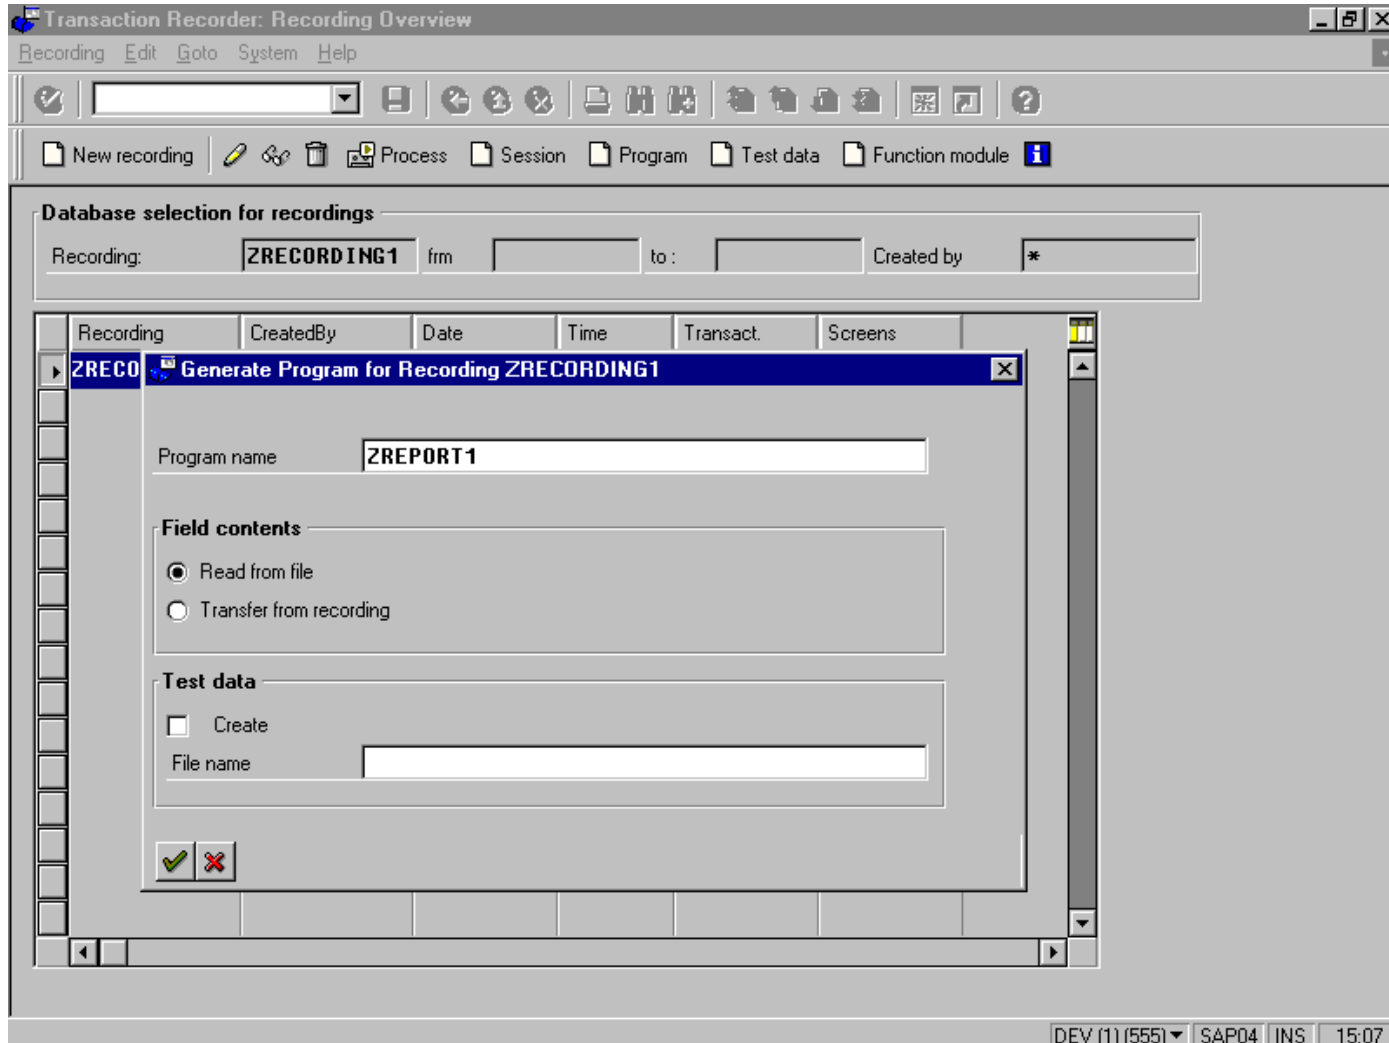 Transaction Recorder: Recording Overview
Recording Edit Goto System Help
New recording Process Session Program Test data Function module
Database selection for recordings
Recording: ZRECORDING1 frm to : Created by *
Recording CreatedBy Date Time Transact. Screens
ZRECO
Generate Program for Recording ZRECORDING1
Program name ZREPORT1
Field contents
Read from file
Transfer from recording
Test data
Create
File name
DEV (1) (555) SAP04 INS 15:07